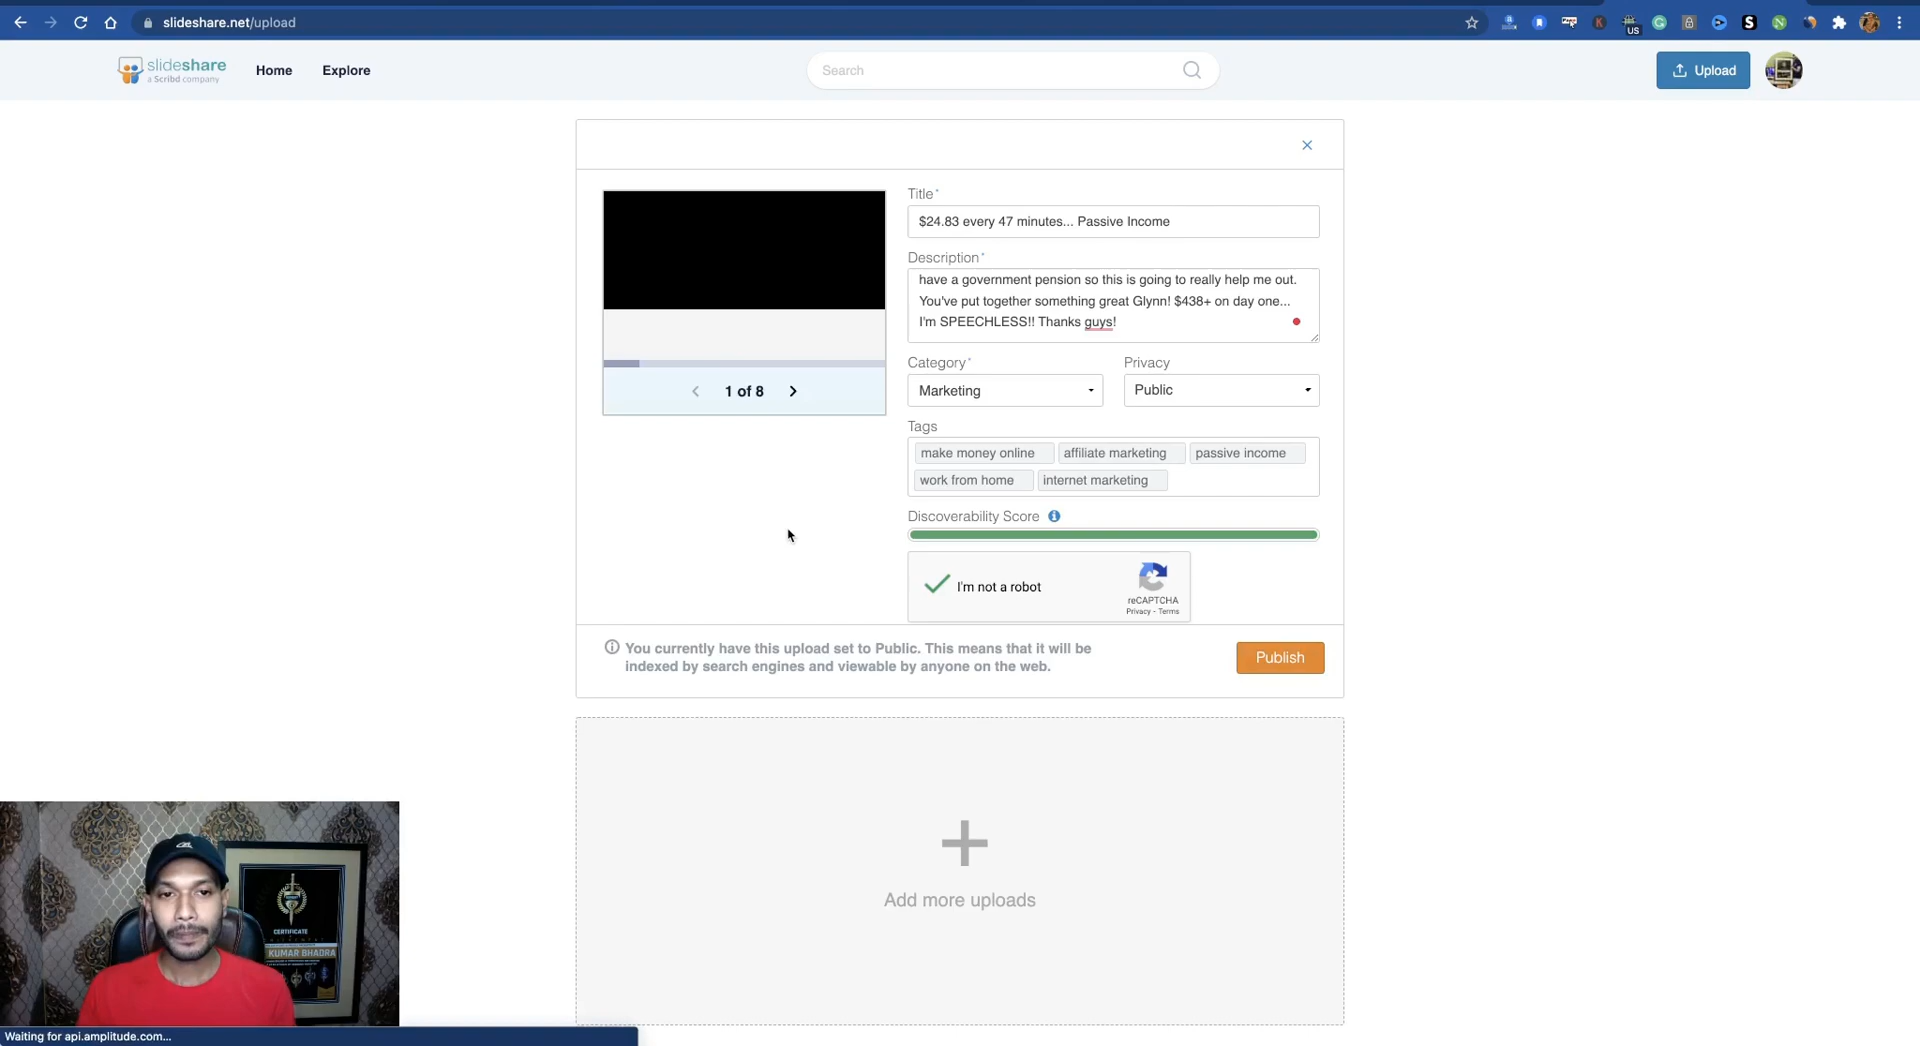 slideshare.net/upload
US
slideshare
a Scribd company
Home
Explore
Search
Upload
Title*
$24.83 every 47 minutes... Passive Income
Description*
have a government pension so this is going to really help me out.
You've put together something great Glynn! $438+ on day one...
I'm SPEECHLESS!! Thanks guys!
Category*
Privacy
Marketing
Public
1 of 8
Tags
make money online
affiliate marketing
passive income
work from home
internet marketing
Discoverability Score
I'm not a robot
reCAPTCHA
Privacy - Terms
You currently have this upload set to Public. This means that it will be
indexed by search engines and viewable by anyone on the web.
Publish
Add more uploads
CERTIFICATE
KUMAR BHADRA
Waiting for api.amplitude.com...